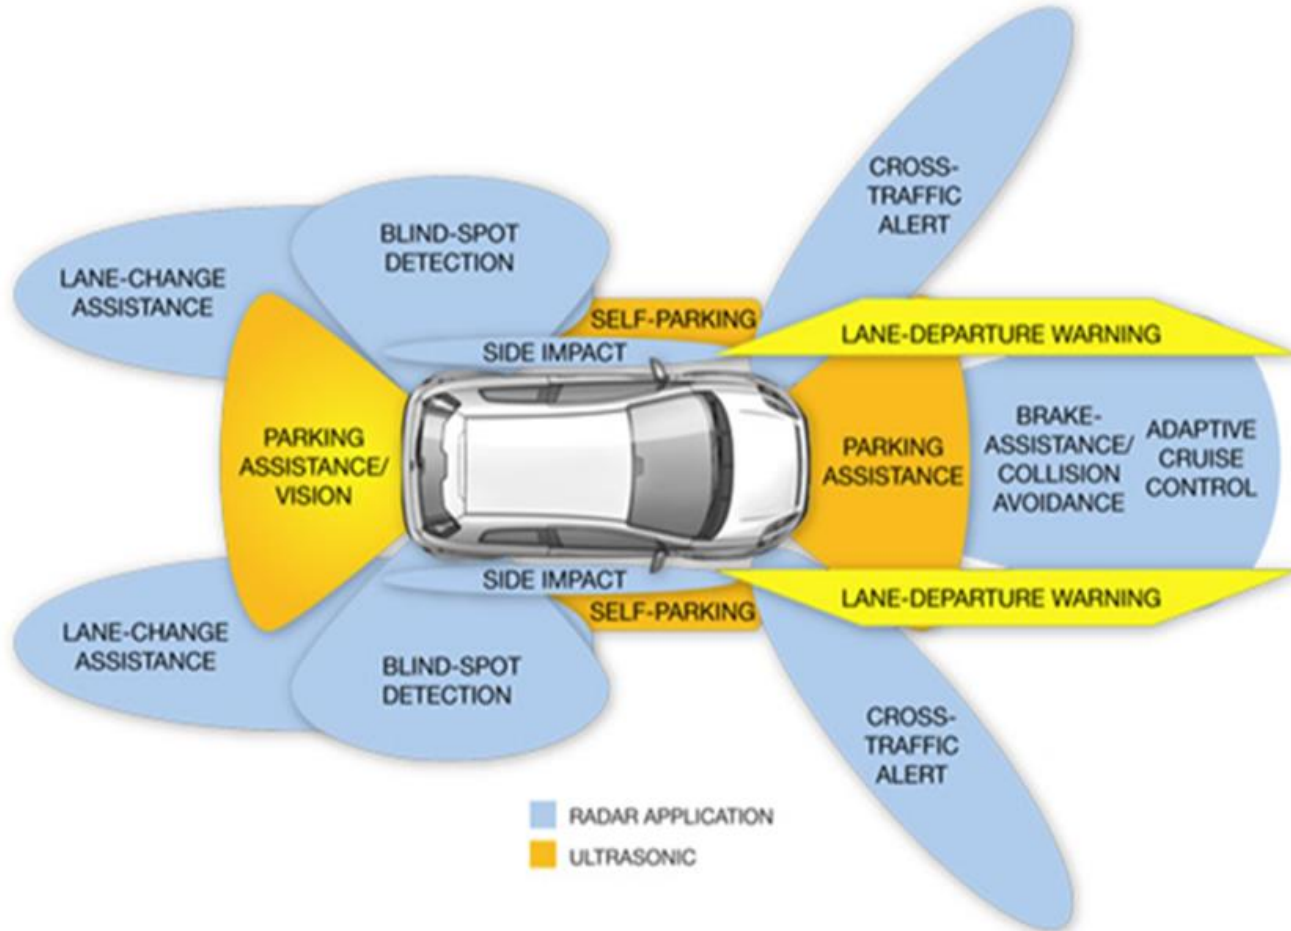 CROSS-
TRAFFIC
ALERT
BLIND-SPOT
DETECTION
LANE-CHANGE
ASSISTANCE
SELF-PARKING
LANE-DEPARTURE WARNING
SIDE IMPACT
PARKING
ASSISTANCE/
VISION
PARKING
ASSISTANCE
BRAKE-
ASSISTANCE/
COLLISION
AVOIDANCE
ADAPTIVE
CRUISE
CONTROL
SIDE IMPACT
SELF-PARKING
LANE-DEPARTURE WARNING
LANE-CHANGE
ASSISTANCE
BLIND-SPOT
DETECTION
CROSS-
TRAFFIC
ALERT
RADAR APPLICATION
ULTRASONIC